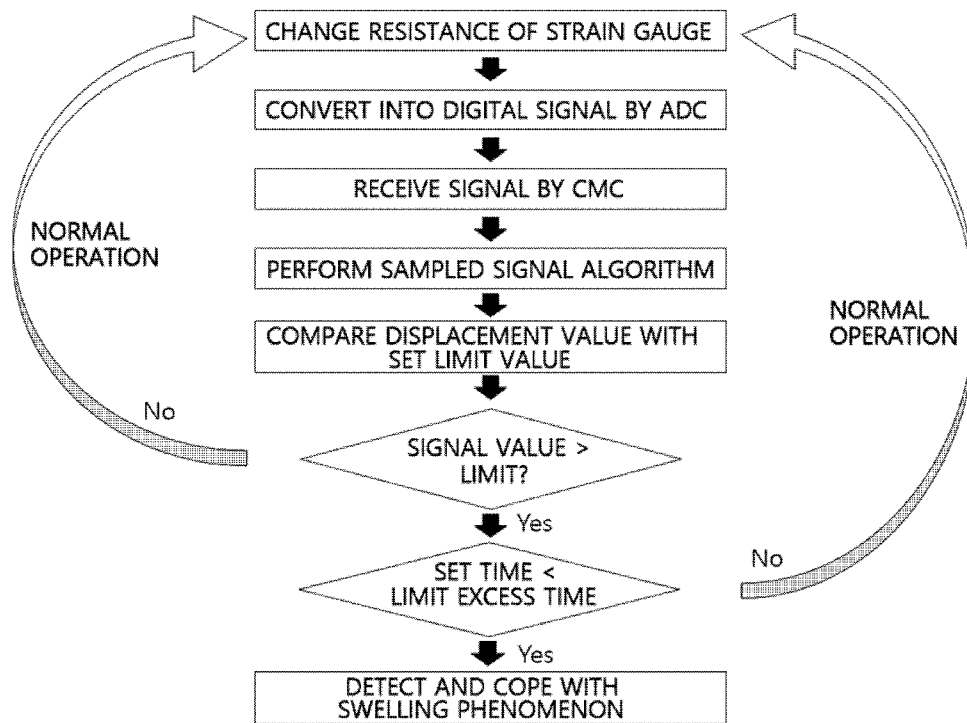 CHANGE RESISTANCE OF STRAIN GAUGE
CONVERT INTO DIGITAL SIGNAL BY ADC
RECEIVE SIGNAL BY CMC
NORMAL
OPERATION
PERFORM SAMPLED SIGNAL ALGORITHM
NORMAL
OPERATION
COMPARE DISPLACEMENT VALUE WITH
SET LIMIT VALUE
No
SIGNAL VALUE >
LIMIT?
Yes
No
SET TIME <
LIMIT EXCESS TIME
Yes
DETECT AND COPE WITH
SWELLING PHENOMENON